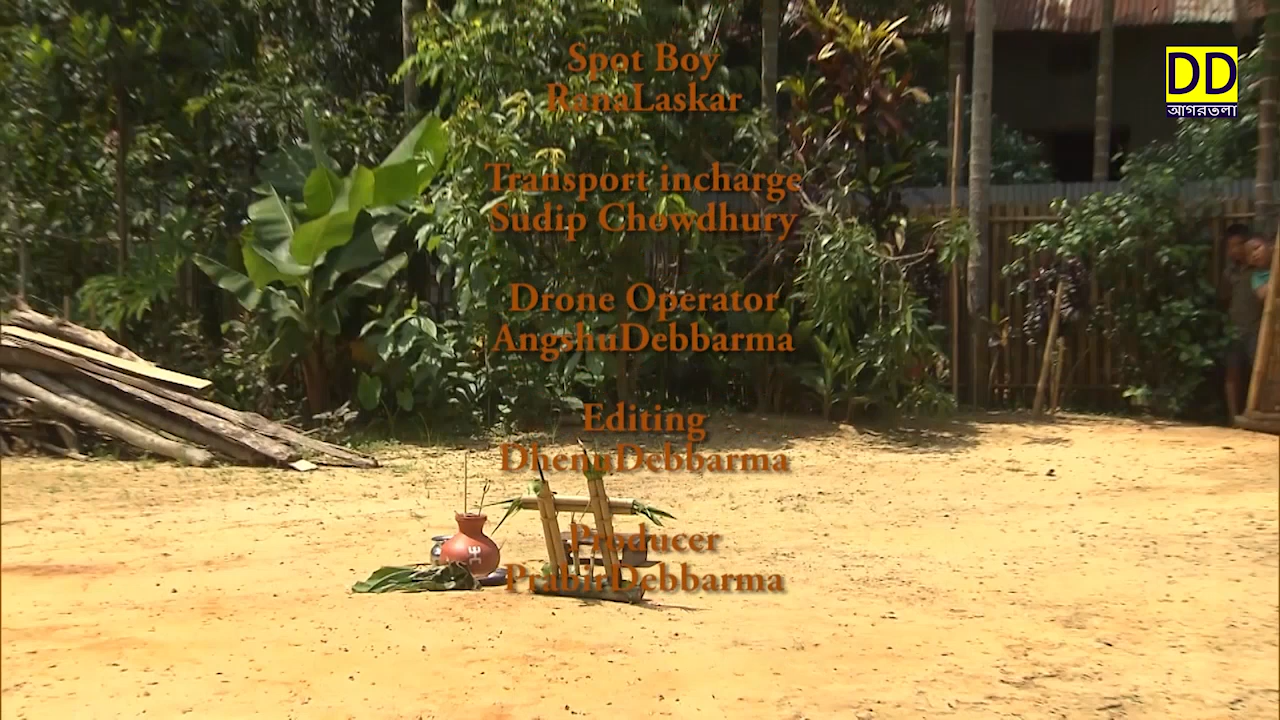 Spot Boy
RanaLaskar
Transport incharge
Sudip Chowdhury
Drone Operator
AngshuDebbarma
Editing
DhenuDebbarma
Producer
PrabirDebbarma
DD
আগরতলা